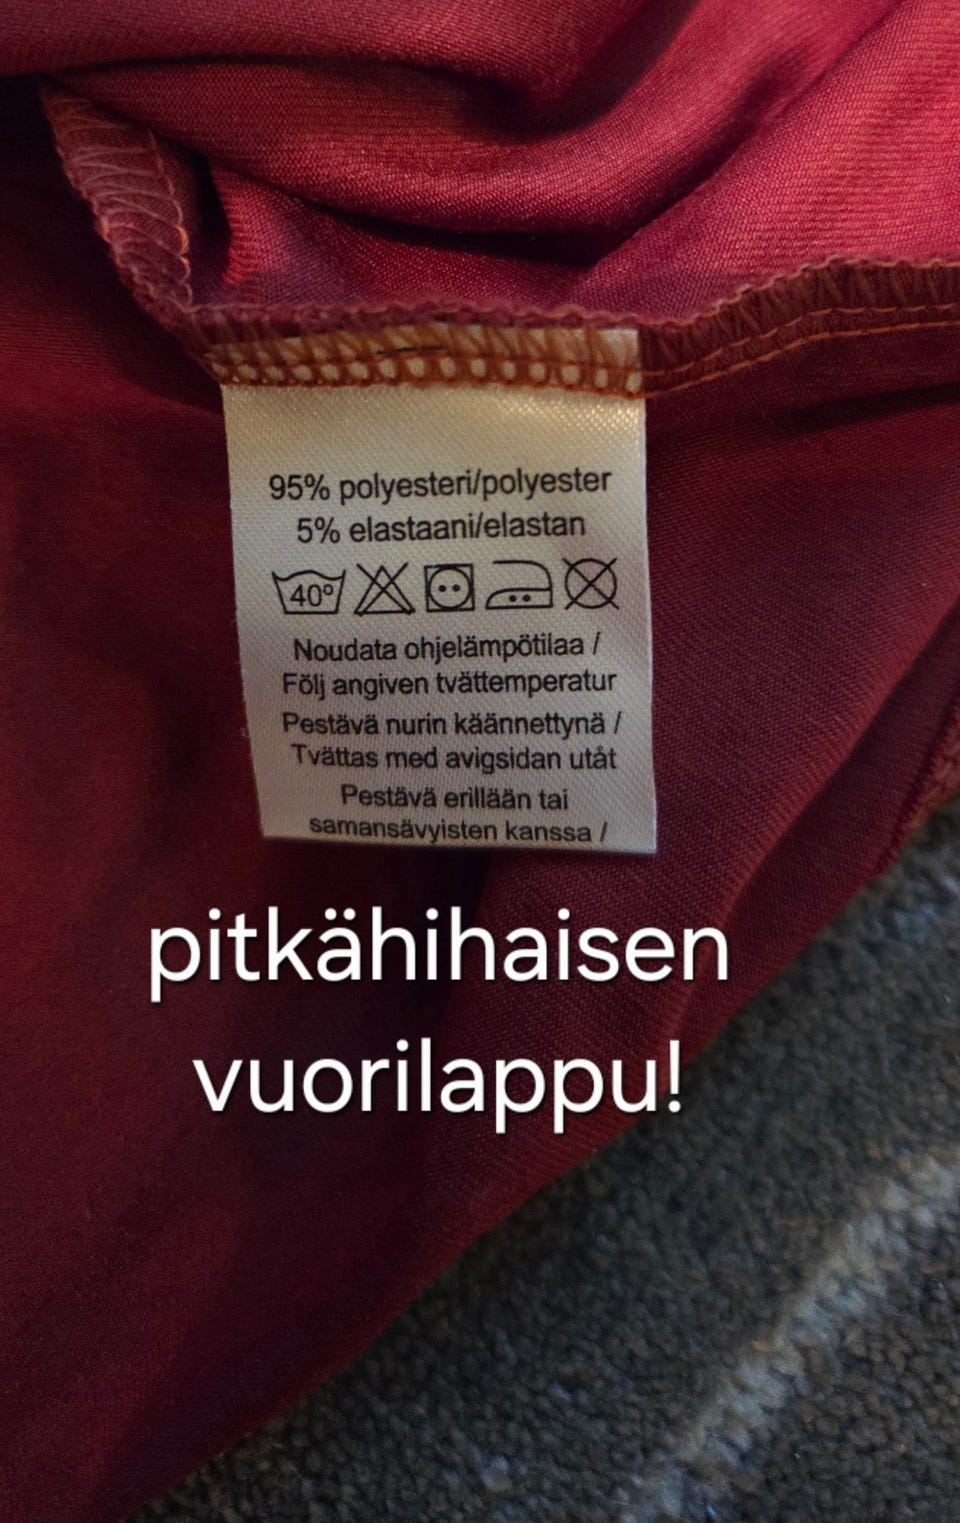 95% polyesteri/polyester
5% elastaani/elastan
40°
Noudata ohjelämpötilaa /
Följ angiven tvättemperatur
Pestävä nurin käännettynä /
Tvättas med avigsidan utåt
Pestävä erillään tai
samansävyisten kanssa /
pitkähihaisen
vuorilappu!